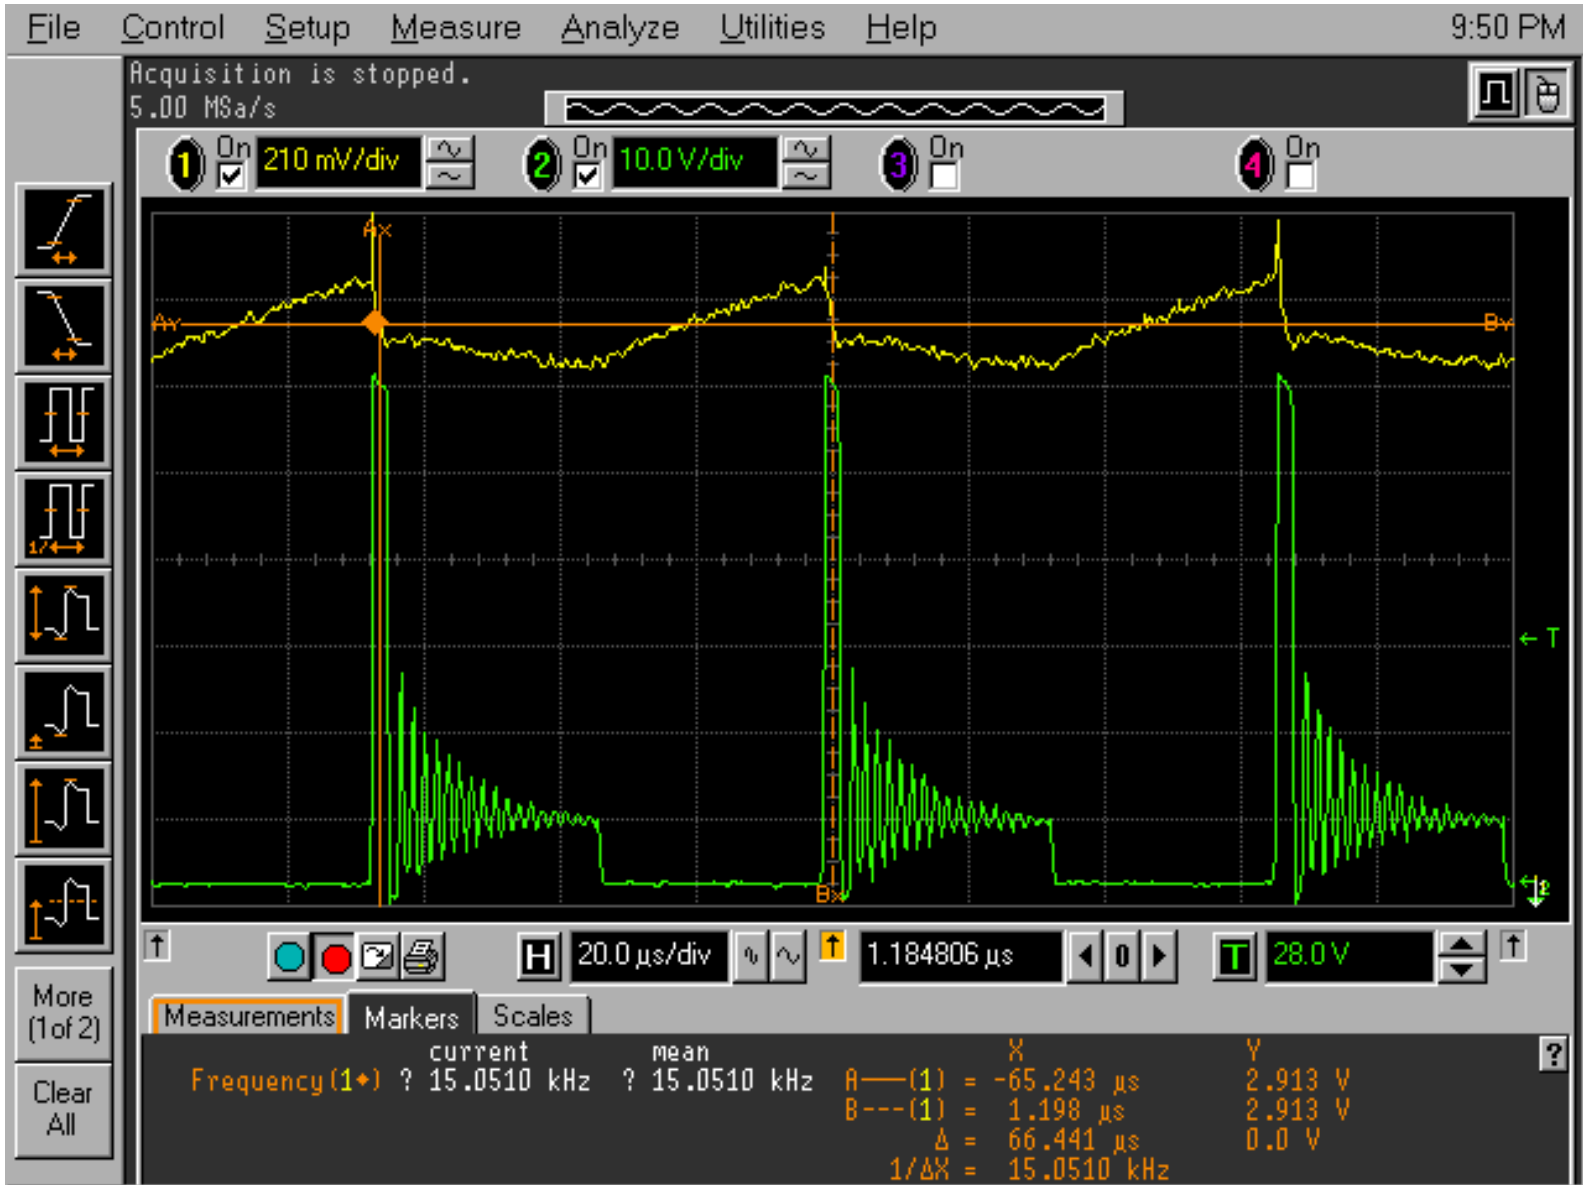 File Control Setup Measure Analyze Utilities Help 9:50 PM
Acquisition is stopped.
5.00 MSa/s
1 On 210 mV/div 2 On 10.0 V/div 3 On 4 On
Ax
Ay By
T
Bx
2
H 20.0 µs/div 1.184806 µs 0 T 28.0 V
More
(1of 2)
Clear
All
Measurements Markers Scales
current mean X Y
Frequency(1◆) ? 15.0510 kHz ? 15.0510 kHz A——(1) = -65.243 µs 2.913 V
B---(1) = 1.198 µs 2.913 V
Δ = 66.441 µs 0.0 V
1/ΔX = 15.0510 kHz
?
1/